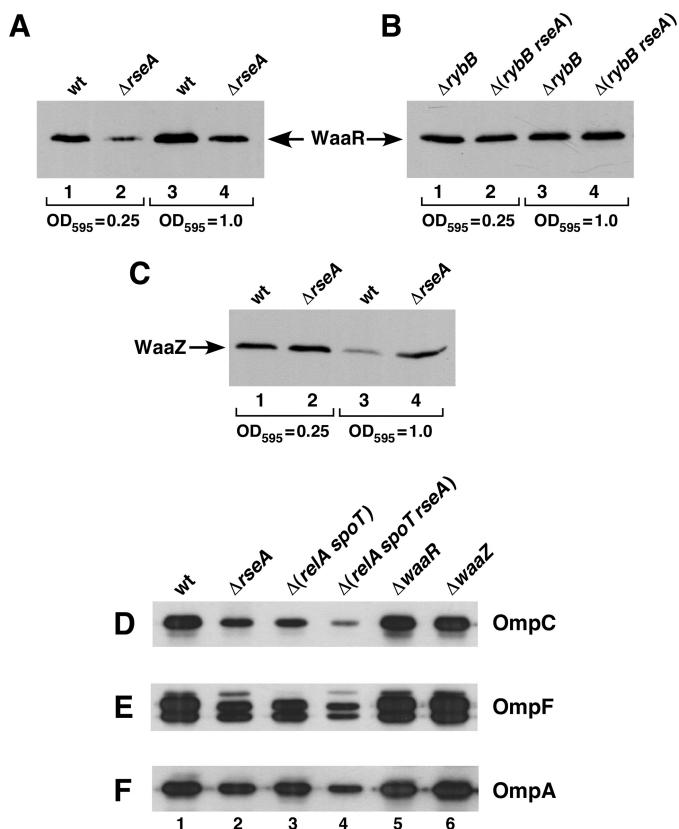 A
wt ΔrseA wt ΔrseA
1 2 3 4
OD595=0.25 OD595=1.0
WaaR
B
ΔrybB Δ(rybB rseA) ΔrybB Δ(rybB rseA)
1 2 3 4
OD595=0.25 OD595=1.0
C
wt ΔrseA wt ΔrseA
WaaZ
1 2 3 4
OD595=0.25 OD595=1.0
wt ΔrseA Δ(relA spoT) Δ(relA spoT rseA) ΔwaaR ΔwaaZ
D OmpC
E OmpF
F OmpA
1 2 3 4 5 6